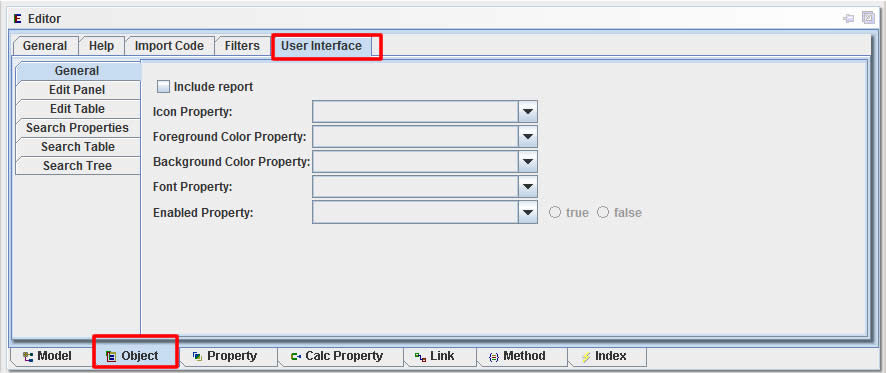 Editor
General Help Import Code Filters User Interface
General
Edit Panel
Edit Table
Search Properties
Search Table
Search Tree
Include report
Icon Property:
Foreground Color Property:
Background Color Property:
Font Property:
Enabled Property: true false
Model Object Property Calc Property Link Method Index